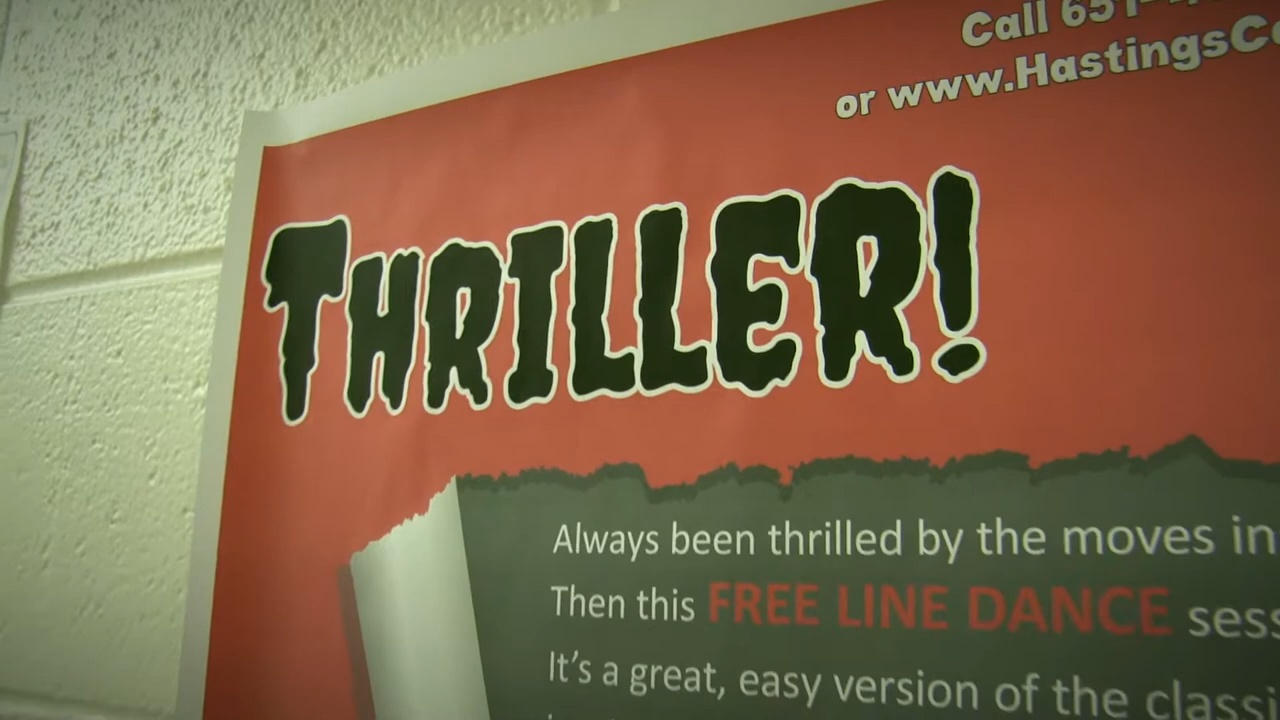 Call 651-
or www.HastingsC
THRILLER!
Always been thrilled by the moves in
Then this FREE LINE DANCE sess
It's a great, easy version of the classi